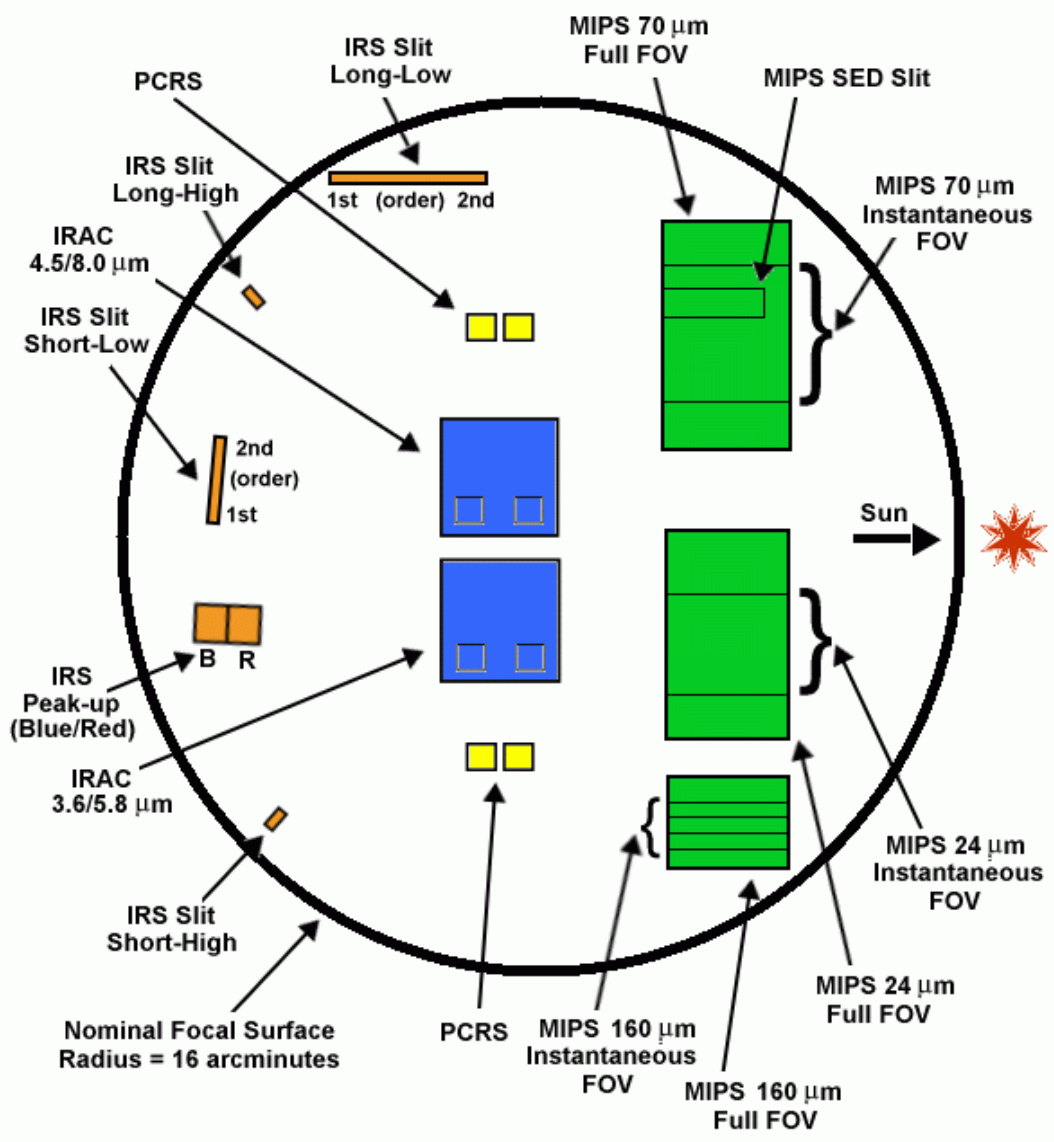 MIPS 70 μm
Full FOV
IRS Slit
Long-Low
PCRS
MIPS SED Slit
IRS Slit
Long-High
MIPS 70 μm
Instantaneous
FOV
1st (order) 2nd
IRAC
4.5/8.0 μm
IRS Slit
Short-Low
2nd
(order)
1st
Sun
B R
IRS
Peak-up
(Blue/Red)
IRAC
3.6/5.8 μm
MIPS 24 μm
Instantaneous
FOV
IRS Slit
Short-High
MIPS 24 μm
Full FOV
Nominal Focal Surface
Radius = 16 arcminutes
PCRS
MIPS 160 μm
Instantaneous
FOV
MIPS 160 μm
Full FOV